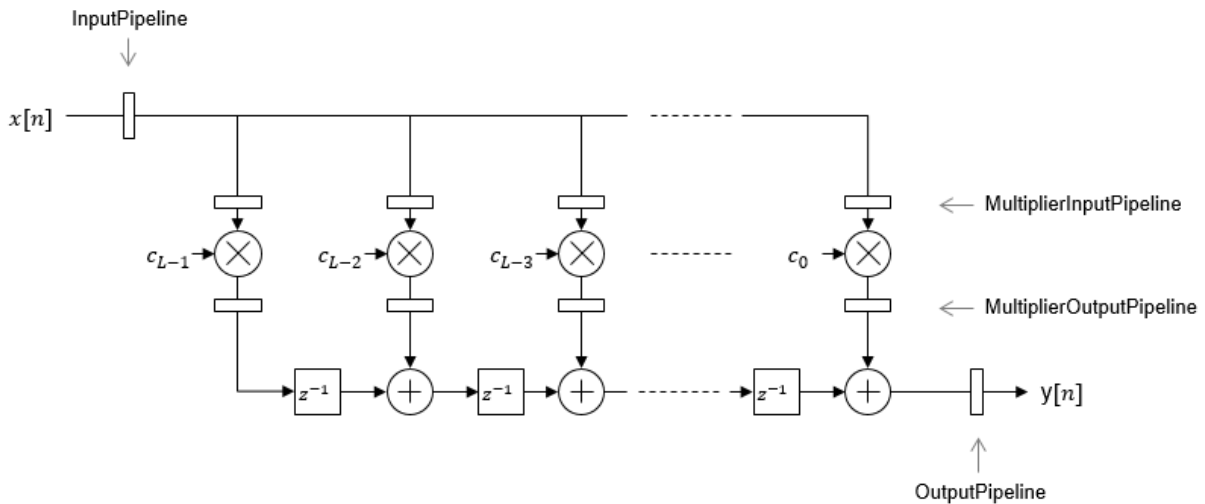 InputPipeline
x[n]
MultiplierInputPipeline
c_{L-1} c_{L-2} c_{L-3} c_0
MultiplierOutputPipeline
z^{-1} z^{-1} z^{-1} y[n]
OutputPipeline